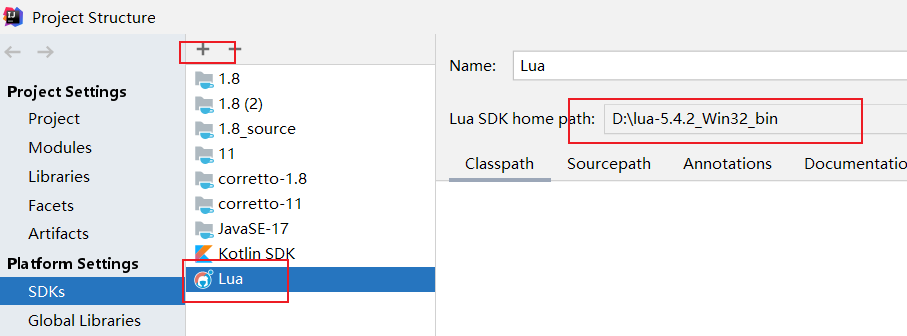 Project Structure
Project Settings
Project
Modules
Libraries
Facets
Artifacts
Platform Settings
SDKs
Global Libraries
1.8
1.8 (2)
1.8_source
11
corretto-1.8
corretto-11
JavaSE-17
Kotlin SDK
Lua
Name: Lua
Lua SDK home path: D:\lua-5.4.2_Win32_bin
Classpath Sourcepath Annotations Documentatio